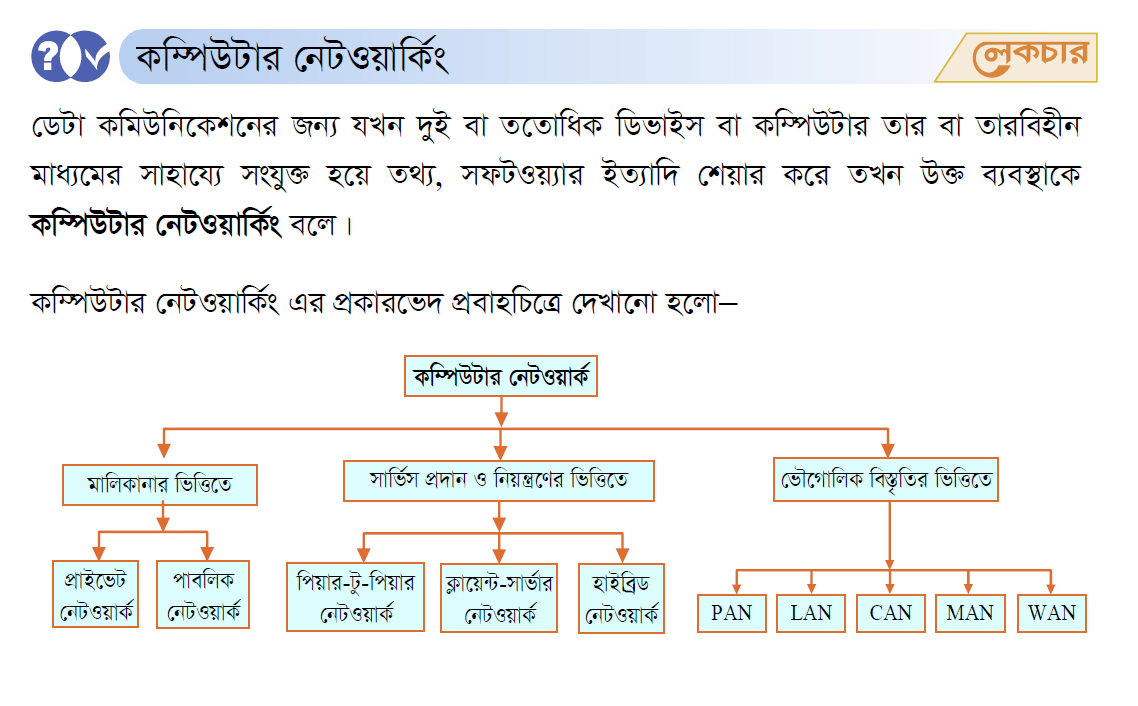 কম্পিউটার নেটওয়ার্কিং
লেকচার
ডেটা কমিউনিকেশনের জন্য যখন দুই বা ততোধিক ডিভাইস বা কম্পিউটার তার বা তারবিহীন
মাধ্যমের সাহায্যে সংযুক্ত হয়ে তথ্য, সফটওয়্যার ইত্যাদি শেয়ার করে তখন উক্ত ব্যবস্থাকে
কম্পিউটার নেটওয়ার্কিং বলে।
কম্পিউটার নেটওয়ার্কিং এর প্রকারভেদ প্রবাহচিত্রে দেখানো হলো–
কম্পিউটার নেটওয়ার্ক
মালিকানার ভিত্তিতে
সার্ভিস প্রদান ও নিয়ন্ত্রণের ভিত্তিতে
ভৌগোলিক বিস্তৃতির ভিত্তিতে
প্রাইভেট
নেটওয়ার্ক
পাবলিক
নেটওয়ার্ক
পিয়ার-টু-পিয়ার
নেটওয়ার্ক
ক্লায়েন্ট-সার্ভার
নেটওয়ার্ক
হাইব্রিড
নেটওয়ার্ক
PAN
LAN
CAN
MAN
WAN